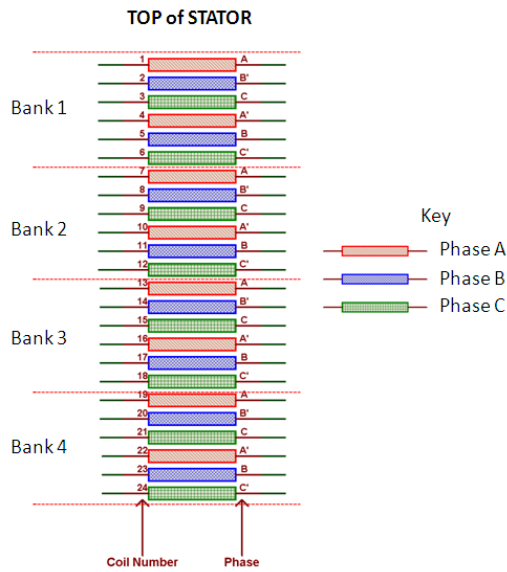 TOP of STATOR
1 A
2 B'
3 C
Bank 1
4 A'
5 B
6 C'
7 A
8 B'
9 C
Bank 2
10 A'
11 B
12 C'
13 A
14 B'
15 C
Bank 3
16 A'
17 B
18 C'
19 A
20 B'
21 C
Bank 4
22 A'
23 B
24 C'
Coil Number Phase
Key
Phase A
Phase B
Phase C